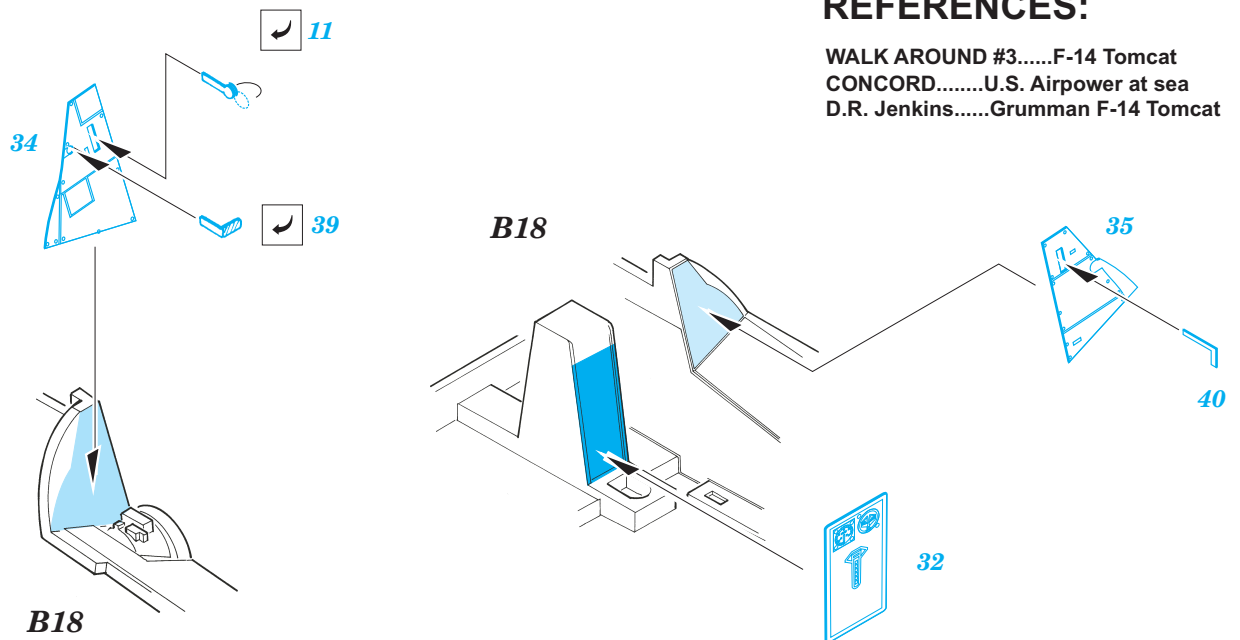 REFERENCES:
WALK AROUND #3......F-14 Tomcat
CONCORD........U.S. Airpower at sea
D.R. Jenkins......Grumman F-14 Tomcat
11
34
39
B18
35
40
32
B18